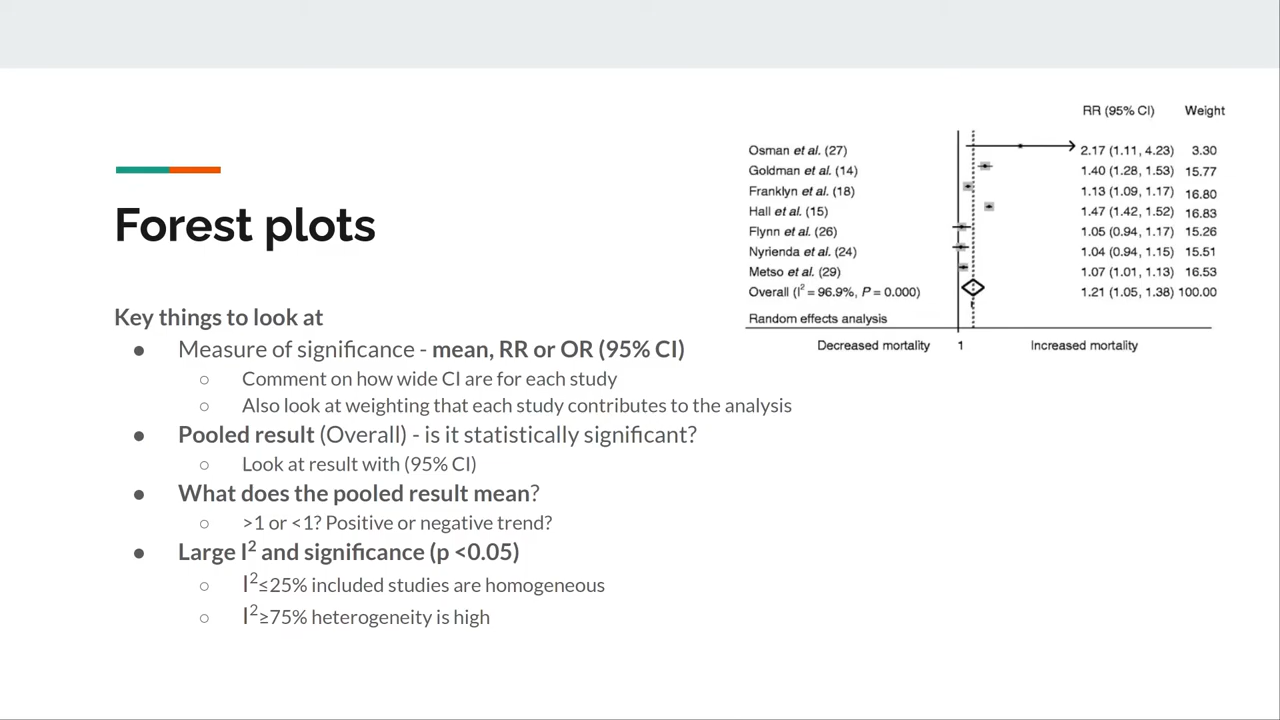 Forest plots
Key things to look at
● Measure of significance - mean, RR or OR (95% CI)
○ Comment on how wide CI are for each study
○ Also look at weighting that each study contributes to the analysis
● Pooled result (Overall) - is it statistically significant?
○ Look at result with (95% CI)
● What does the pooled result mean?
○ >1 or <1? Positive or negative trend?
● Large I² and significance (p <0.05)
○ I²≤25% included studies are homogeneous
○ I²≥75% heterogeneity is high
RR (95% CI) Weight
Osman et al. (27) 2.17 (1.11, 4.23) 3.30
Goldman et al. (14) 1.40 (1.28, 1.53) 15.77
Franklyn et al. (18) 1.13 (1.09, 1.17) 16.80
Hall et al. (15) 1.47 (1.42, 1.52) 16.83
Flynn et al. (26) 1.05 (0.94, 1.17) 15.26
Nyrienda et al. (24) 1.04 (0.94, 1.15) 15.51
Metso et al. (29) 1.07 (1.01, 1.13) 16.53
Overall (I² = 96.9%, P = 0.000) 1.21 (1.05, 1.38) 100.00
Random effects analysis
Decreased mortality 1 Increased mortality